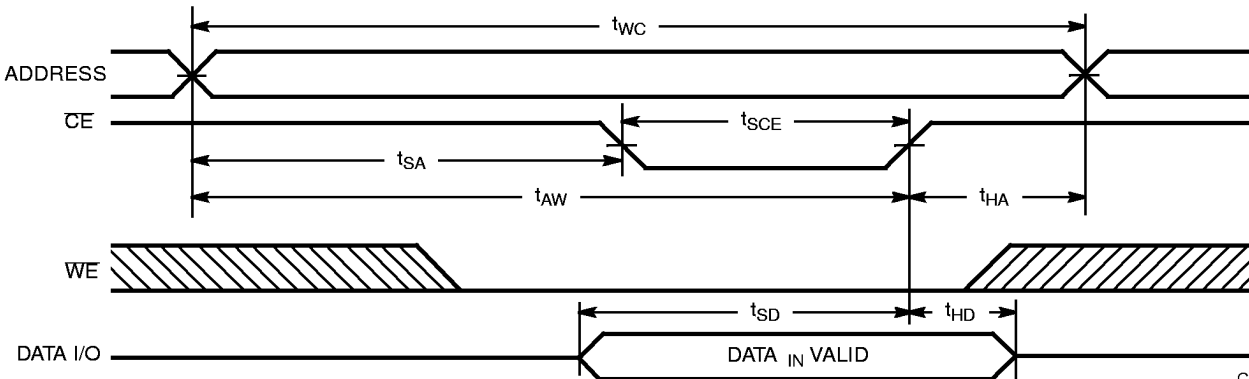 tWC
ADDRESS
CE
tSCE
tSA
tAW
tHA
WE
tSD
tHD
DATA I/O
DATA IN VALID